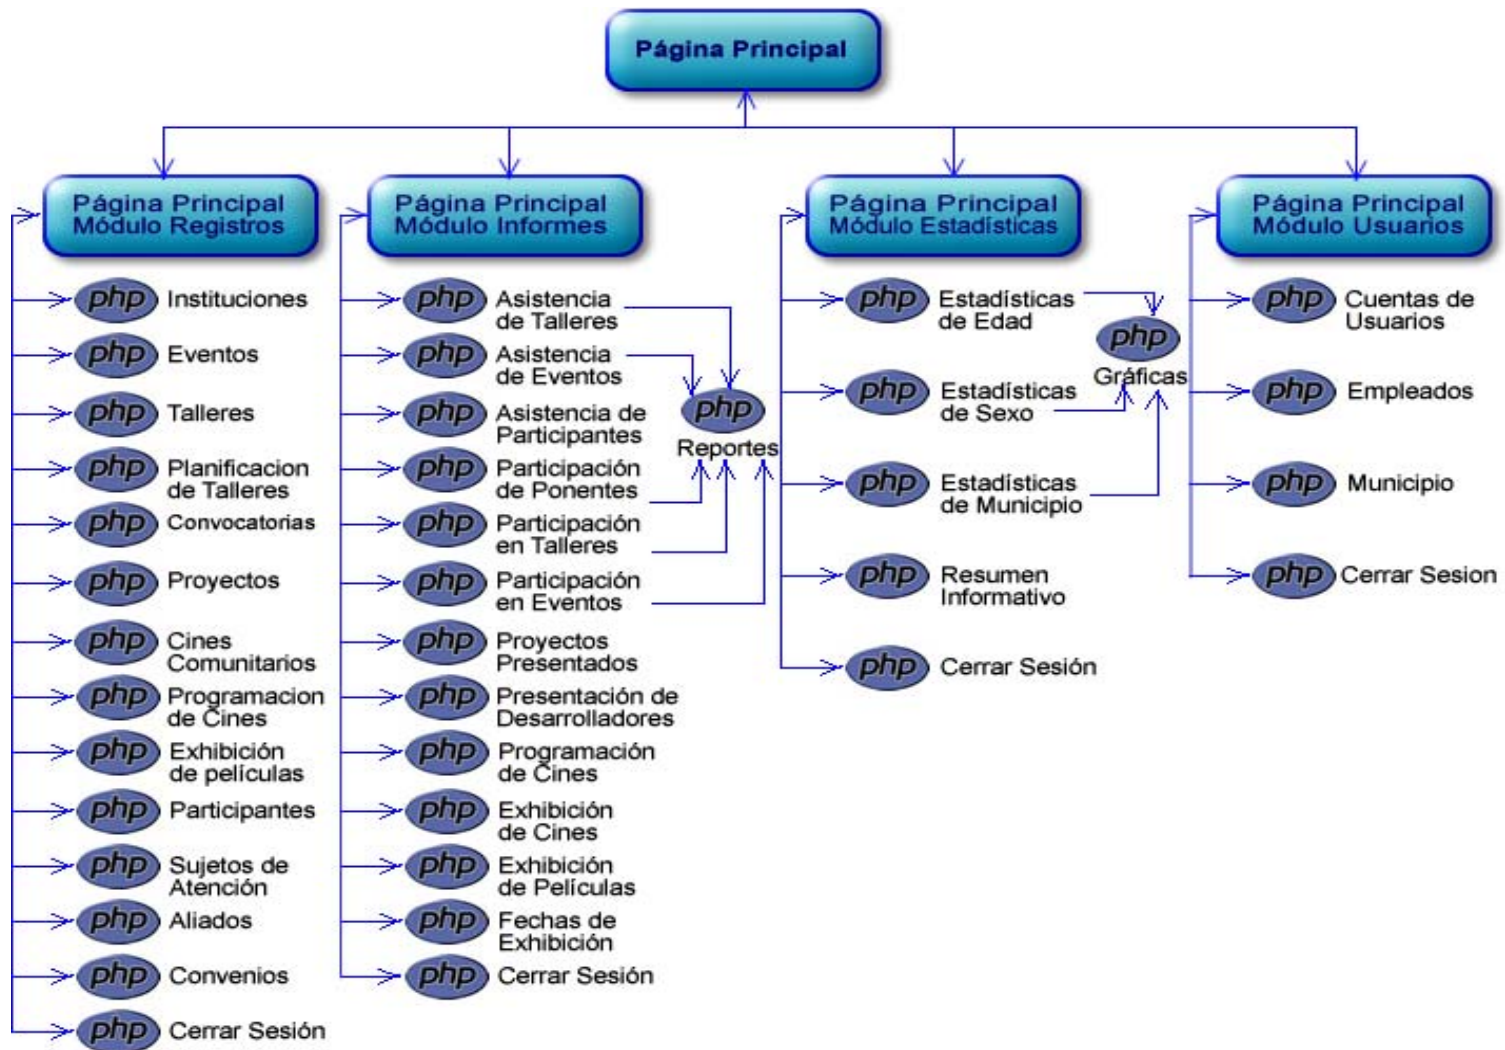 Página Principal
Página Principal
Módulo Registros
php Instituciones
php Eventos
php Talleres
php Planificacion
de Talleres
php Convocatorias
php Proyectos
php Cines
Comunitarios
php Programacion
de Cines
php Exhibición
de películas
php Participantes
php Sujetos de
Atención
php Aliados
php Convenios
php Cerrar Sesión
Página Principal
Módulo Informes
php Asistencia
de Talleres
php Asistencia
de Eventos
php Asistencia de
Participantes
php Participación
de Ponentes
php Participación
en Talleres
php Participación
en Eventos
php Proyectos
Presentados
php Presentación de
Desarrolladores
php Programación
de Cines
php Exhibición
de Cines
php Exhibición
de Películas
php Fechas de
Exhibición
php Cerrar Sesión
php
Reportes
Página Principal
Módulo Estadísticas
php Estadísticas
de Edad
php Estadísticas
de Sexo
php Estadísticas
de Municipio
php Resumen
Informativo
php Cerrar Sesión
php
Gráficas
Página Principal
Módulo Usuarios
php Cuentas de
Usuarios
php Empleados
php Municipio
php Cerrar Sesion